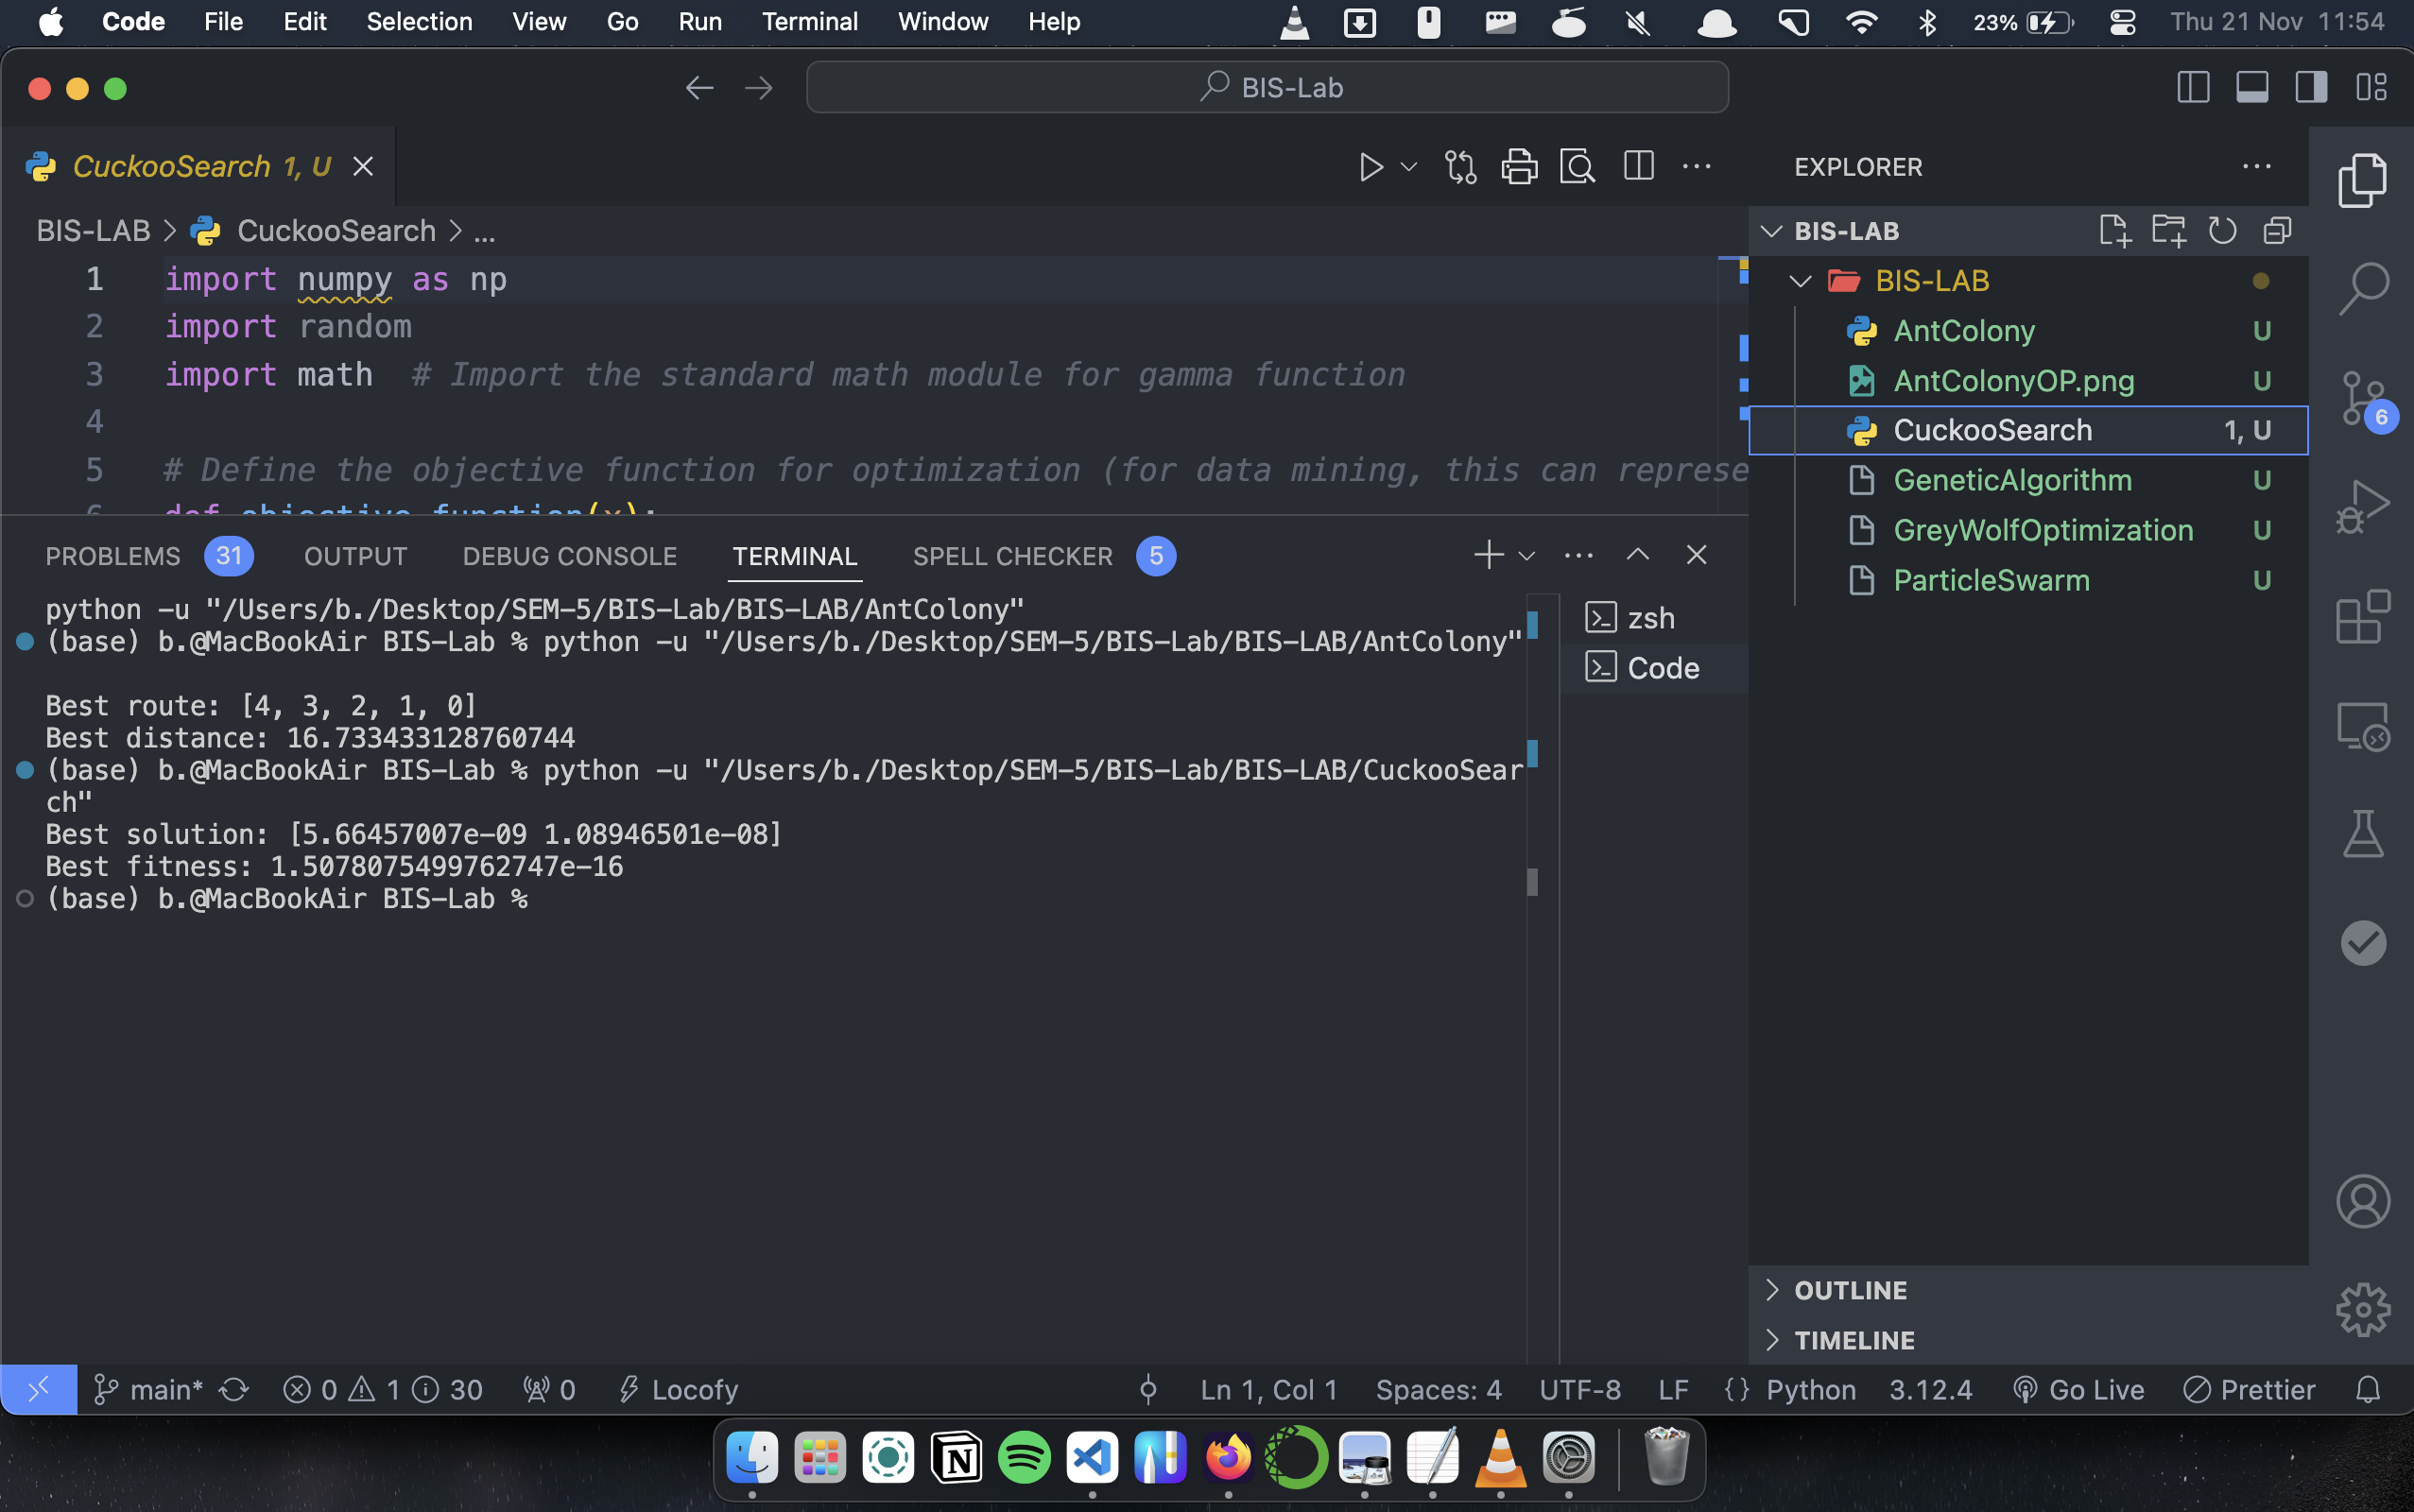 Code File Edit Selection View Go Run Terminal Window Help 23% Thu 21 Nov 11:54
BIS-Lab
CuckooSearch 1, U
BIS-LAB > CuckooSearch > ...
1 import numpy as np
2 import random
3 import math # Import the standard math module for gamma function
4
5 # Define the objective function for optimization (for data mining, this can represe
6 def objective_function(x):
PROBLEMS 31 OUTPUT DEBUG CONSOLE TERMINAL SPELL CHECKER 5
python -u "/Users/b./Desktop/SEM-5/BIS-Lab/BIS-LAB/AntColony"
(base) b.@MacBookAir BIS-Lab % python -u "/Users/b./Desktop/SEM-5/BIS-Lab/BIS-LAB/AntColony"
Best route: [4, 3, 2, 1, 0]
Best distance: 16.733433128760744
(base) b.@MacBookAir BIS-Lab % python -u "/Users/b./Desktop/SEM-5/BIS-Lab/BIS-LAB/CuckooSear
ch"
Best solution: [5.66457007e-09 1.08946501e-08]
Best fitness: 1.5078075499762747e-16
(base) b.@MacBookAir BIS-Lab %
zsh
Code
EXPLORER
BIS-LAB
BIS-LAB
AntColony U
AntColonyOP.png U
CuckooSearch 1, U
GeneticAlgorithm U
GreyWolfOptimization U
ParticleSwarm U
OUTLINE
TIMELINE
6
main* 0 1 30 0 Locofy Ln 1, Col 1 Spaces: 4 UTF-8 LF {} Python 3.12.4 Go Live Prettier